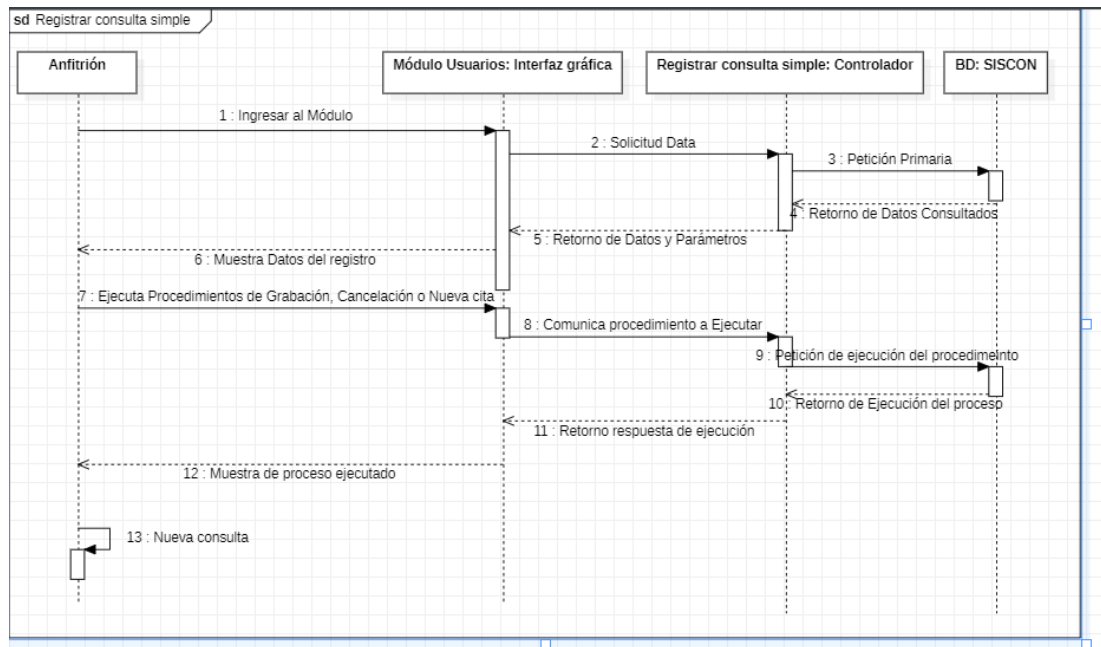 sd Registrar consulta simple
Anfitrión
Módulo Usuarios: Interfaz gráfica
Registrar consulta simple: Controlador
BD: SISCON
1 : Ingresar al Módulo
2 : Solicitud Data
3 : Petición Primaria
4 : Retorno de Datos Consultados
5 : Retorno de Datos y Parámetros
6 : Muestra Datos del registro
7 : Ejecuta Procedimientos de Grabación, Cancelación o Nueva cita
8 : Comunica procedimiento a Ejecutar
9 : Petición de ejecución del procedimeinto
10 : Retorno de Ejecución del proceso
11 : Retorno respuesta de ejecución
12 : Muestra de proceso ejecutado
13 : Nueva consulta